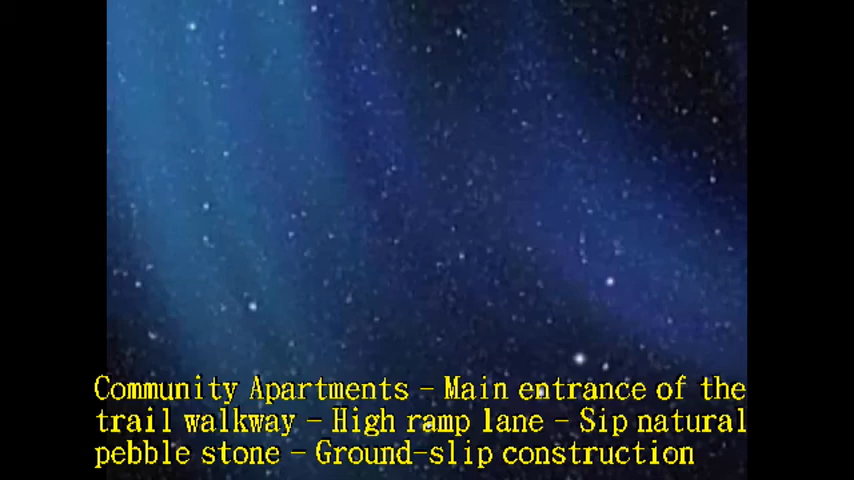 Community Apartments - Main entrance of the
trail walkway - High ramp lane - Sip natural
pebble stone - Ground-slip construction